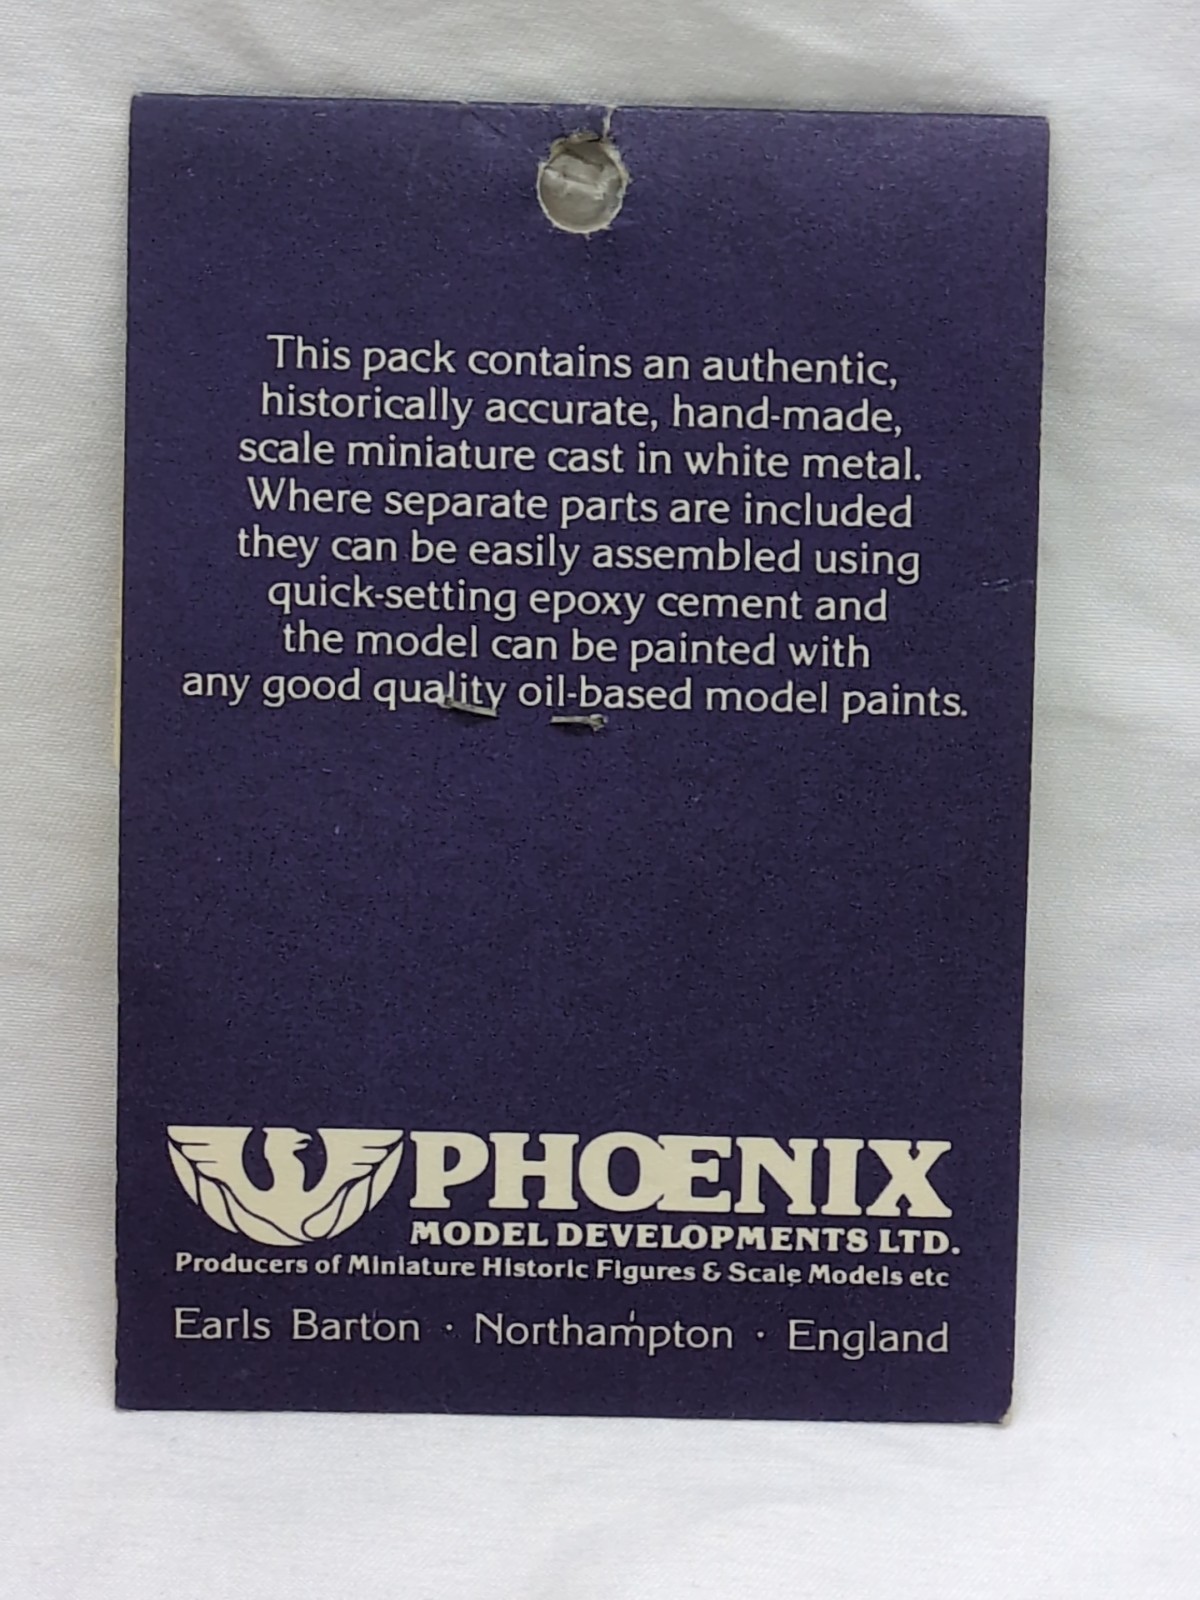 This pack contains an authentic,
historically accurate, hand-made,
scale miniature cast in white metal.
Where separate parts are included
they can be easily assembled using
quick-setting epoxy cement and
the model can be painted with
any good quality oil-based model paints.
PHOENIX
MODEL DEVELOPMENTS LTD.
Producers of Miniature Historic Figures & Scale Models etc
Earls Barton · Northampton · England